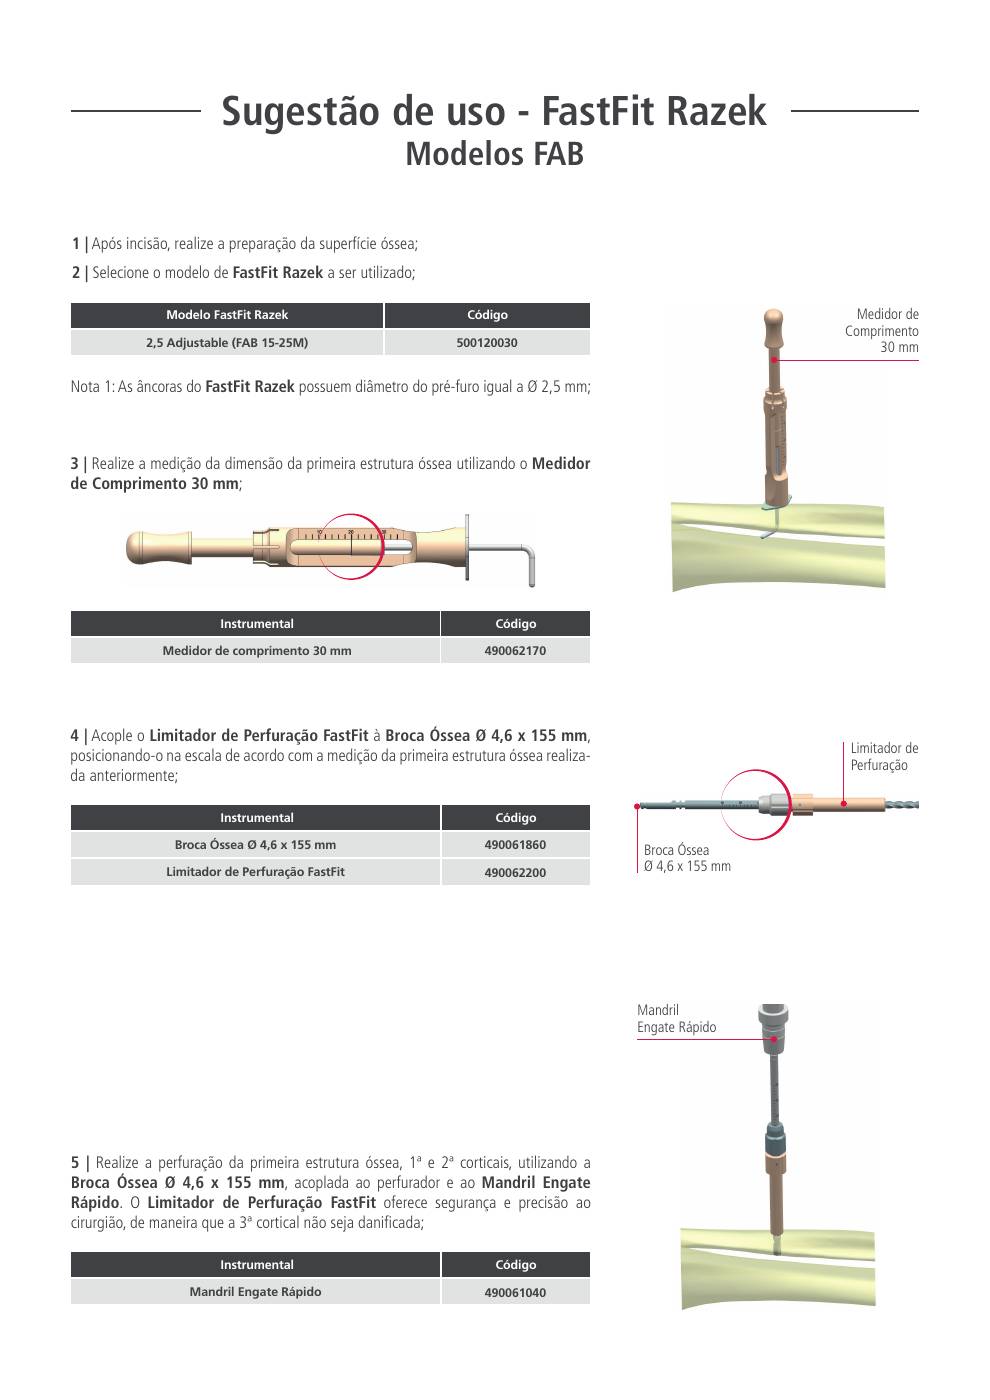 Sugestão de uso - FastFit Razek
Modelos FAB
1 | Após incisão, realize a preparação da superfície óssea;
2 | Selecione o modelo de FastFit Razek a ser utilizado;
Modelo FastFit Razek Código
2,5 Adjustable (FAB 15-25M) 500120030
Nota 1: As âncoras do FastFit Razek possuem diâmetro do pré-furo igual a Ø 2,5 mm;
Medidor de
Comprimento
30 mm
3 | Realize a medição da dimensão da primeira estrutura óssea utilizando o Medidor
de Comprimento 30 mm;
10 20 30
Instrumental Código
Medidor de comprimento 30 mm 490062170
4 | Acople o Limitador de Perfuração FastFit à Broca Óssea Ø 4,6 x 155 mm,
posicionando-o na escala de acordo com a medição da primeira estrutura óssea realiza-
da anteriormente;
Instrumental Código
Broca Óssea Ø 4,6 x 155 mm 490061860
Limitador de Perfuração FastFit 490062200
Limitador de
Perfuração
Broca Óssea
Ø 4,6 x 155 mm
Mandril
Engate Rápido
5 | Realize a perfuração da primeira estrutura óssea, 1ª e 2ª corticais, utilizando a
Broca Óssea Ø 4,6 x 155 mm, acoplada ao perfurador e ao Mandril Engate
Rápido. O Limitador de Perfuração FastFit oferece segurança e precisão ao
cirurgião, de maneira que a 3ª cortical não seja danificada;
Instrumental Código
Mandril Engate Rápido 490061040